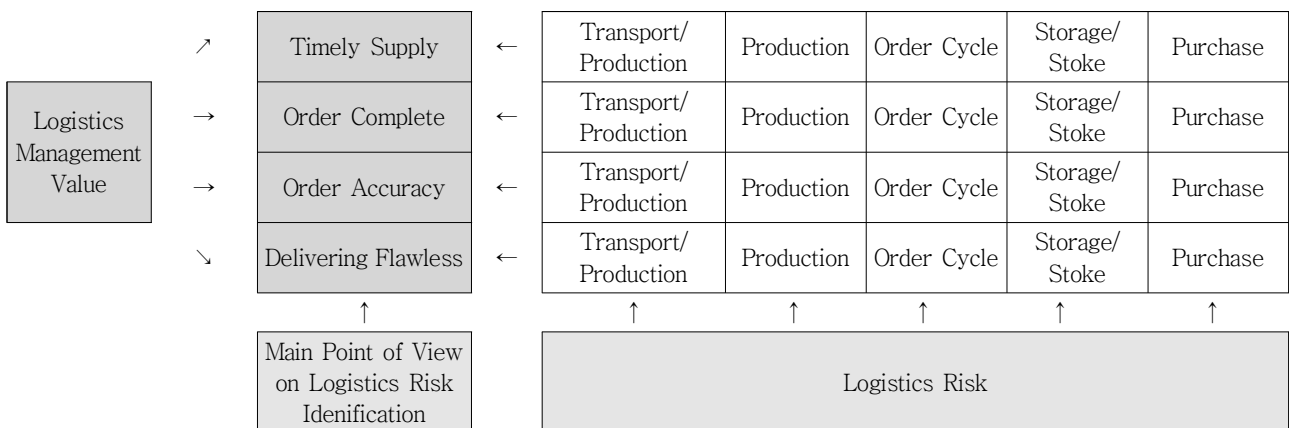 Timely Supply
Transport/
Production
Production
Order Cycle
Storage/
Stoke
Purchase
Logistics
Management
Value
Order Complete
Transport/
Production
Production
Order Cycle
Storage/
Stoke
Purchase
Order Accuracy
Transport/
Production
Production
Order Cycle
Storage/
Stoke
Purchase
Delivering Flawless
Transport/
Production
Production
Order Cycle
Storage/
Stoke
Purchase
Main Point of View
on Logistics Risk
Idenification
Logistics Risk